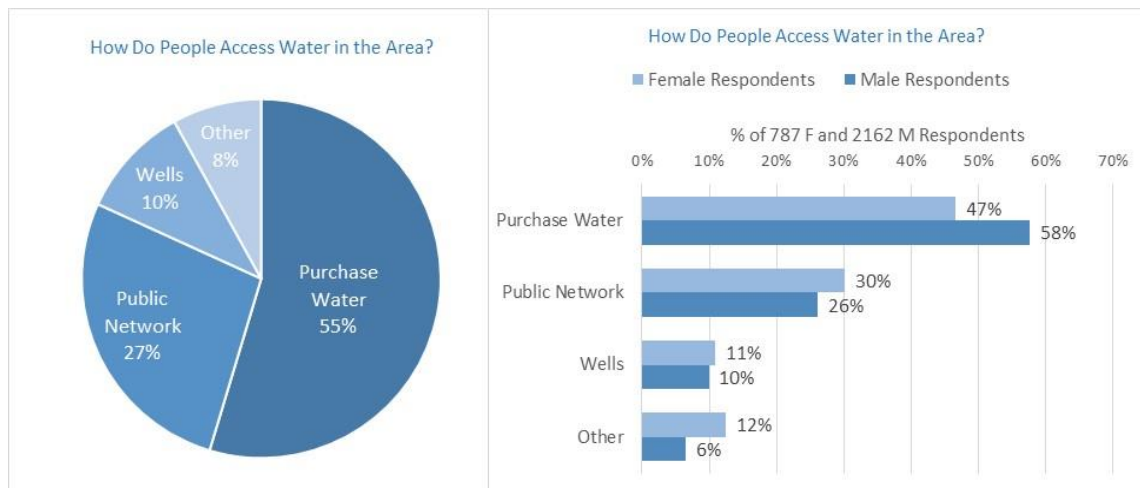 How Do People Access Water in the Area?
Other
8%
Wells
10%
Purchase
Water
55%
Public
Network
27%
How Do People Access Water in the Area?
Female Respondents Male Respondents
% of 787 F and 2162 M Respondents
0% 10% 20% 30% 40% 50% 60% 70%
Purchase Water
47%
58%
Public Network
30%
26%
Wells
11%
10%
Other
12%
6%